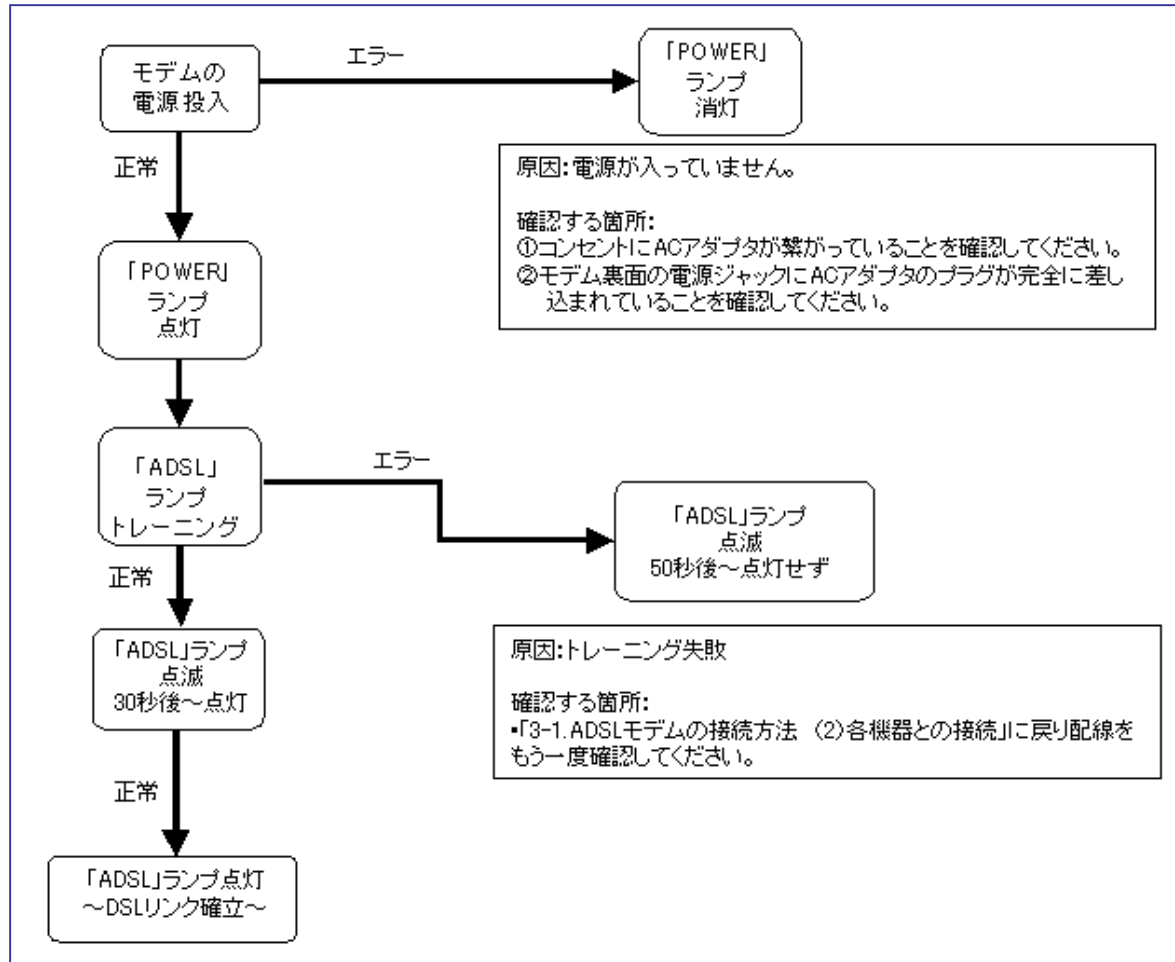 モデムの
電源投入
エラー
「POWER」
ランプ
消灯
正常
原因:電源が入っていません。
確認する箇所:
①コンセントにACアダプタが繋がっていることを確認してください。
②モデム裏面の電源ジャックにACアダプタのプラグが完全に差し
込まれていることを確認してください。
「POWER」
ランプ
点灯
「ADSL」
ランプ
トレーニング
エラー
「ADSL」ランプ
点滅
50秒後～点灯せず
正常
原因:トレーニング失敗
確認する箇所:
・「3-1.ADSLモデムの接続方法 (2)各機器との接続」に戻り配線を
もう一度確認してください。
「ADSL」ランプ
点滅
30秒後～点灯
正常
「ADSL」ランプ点灯
～DSLリンク確立～